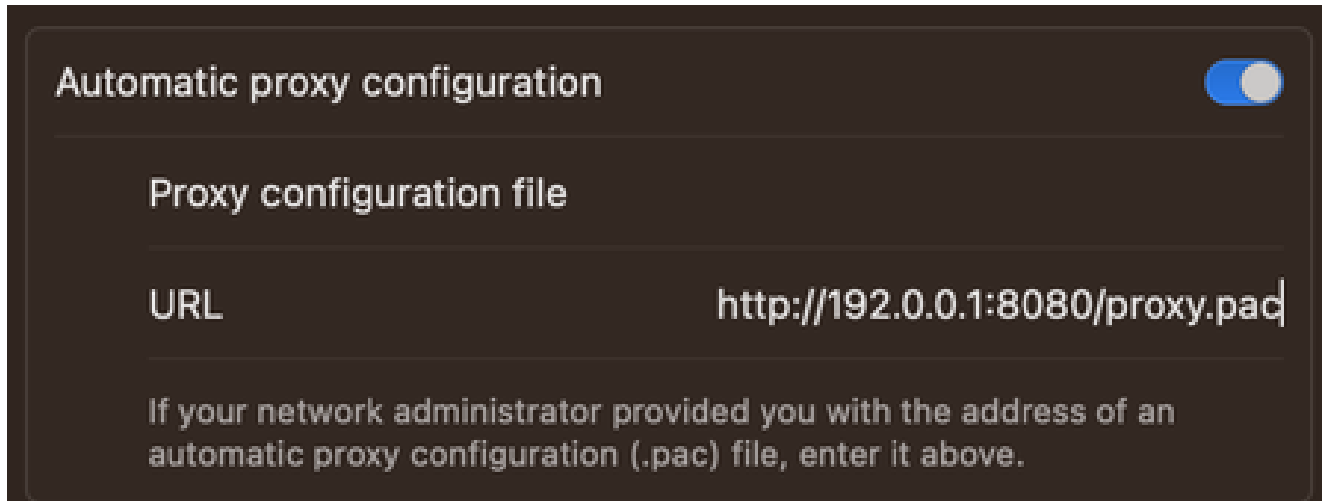 Automatic proxy configuration
Proxy configuration file
URL http://192.0.0.1:8080/proxy.pac
If your network administrator provided you with the address of an
automatic proxy configuration (.pac) file, enter it above.